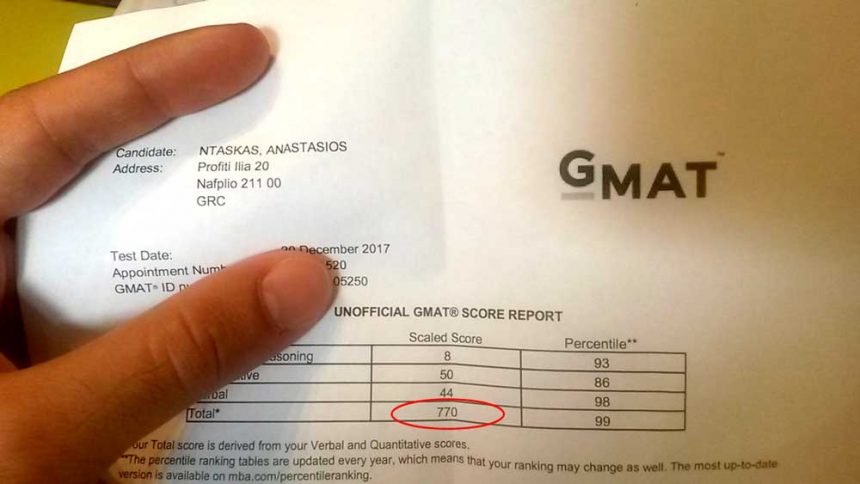 Candidate: NTASKAS, ANASTASIOS
Address: Profiti Ilia 20
Nafplio 211 00
GRC
GMAT™
Test Date: December 2017
Appointment 520
GMAT® ID 05250
UNOFFICIAL GMAT® SCORE REPORT
Scaled Score Percentile**
8 93
50 86
44 98
Total* 770 99
Total score is derived from your Verbal and Quantitative scores.
**The percentile ranking tables are updated every year, which means that your ranking may change as well. The most up-to-date
version is available on mba.com/percentileranking.